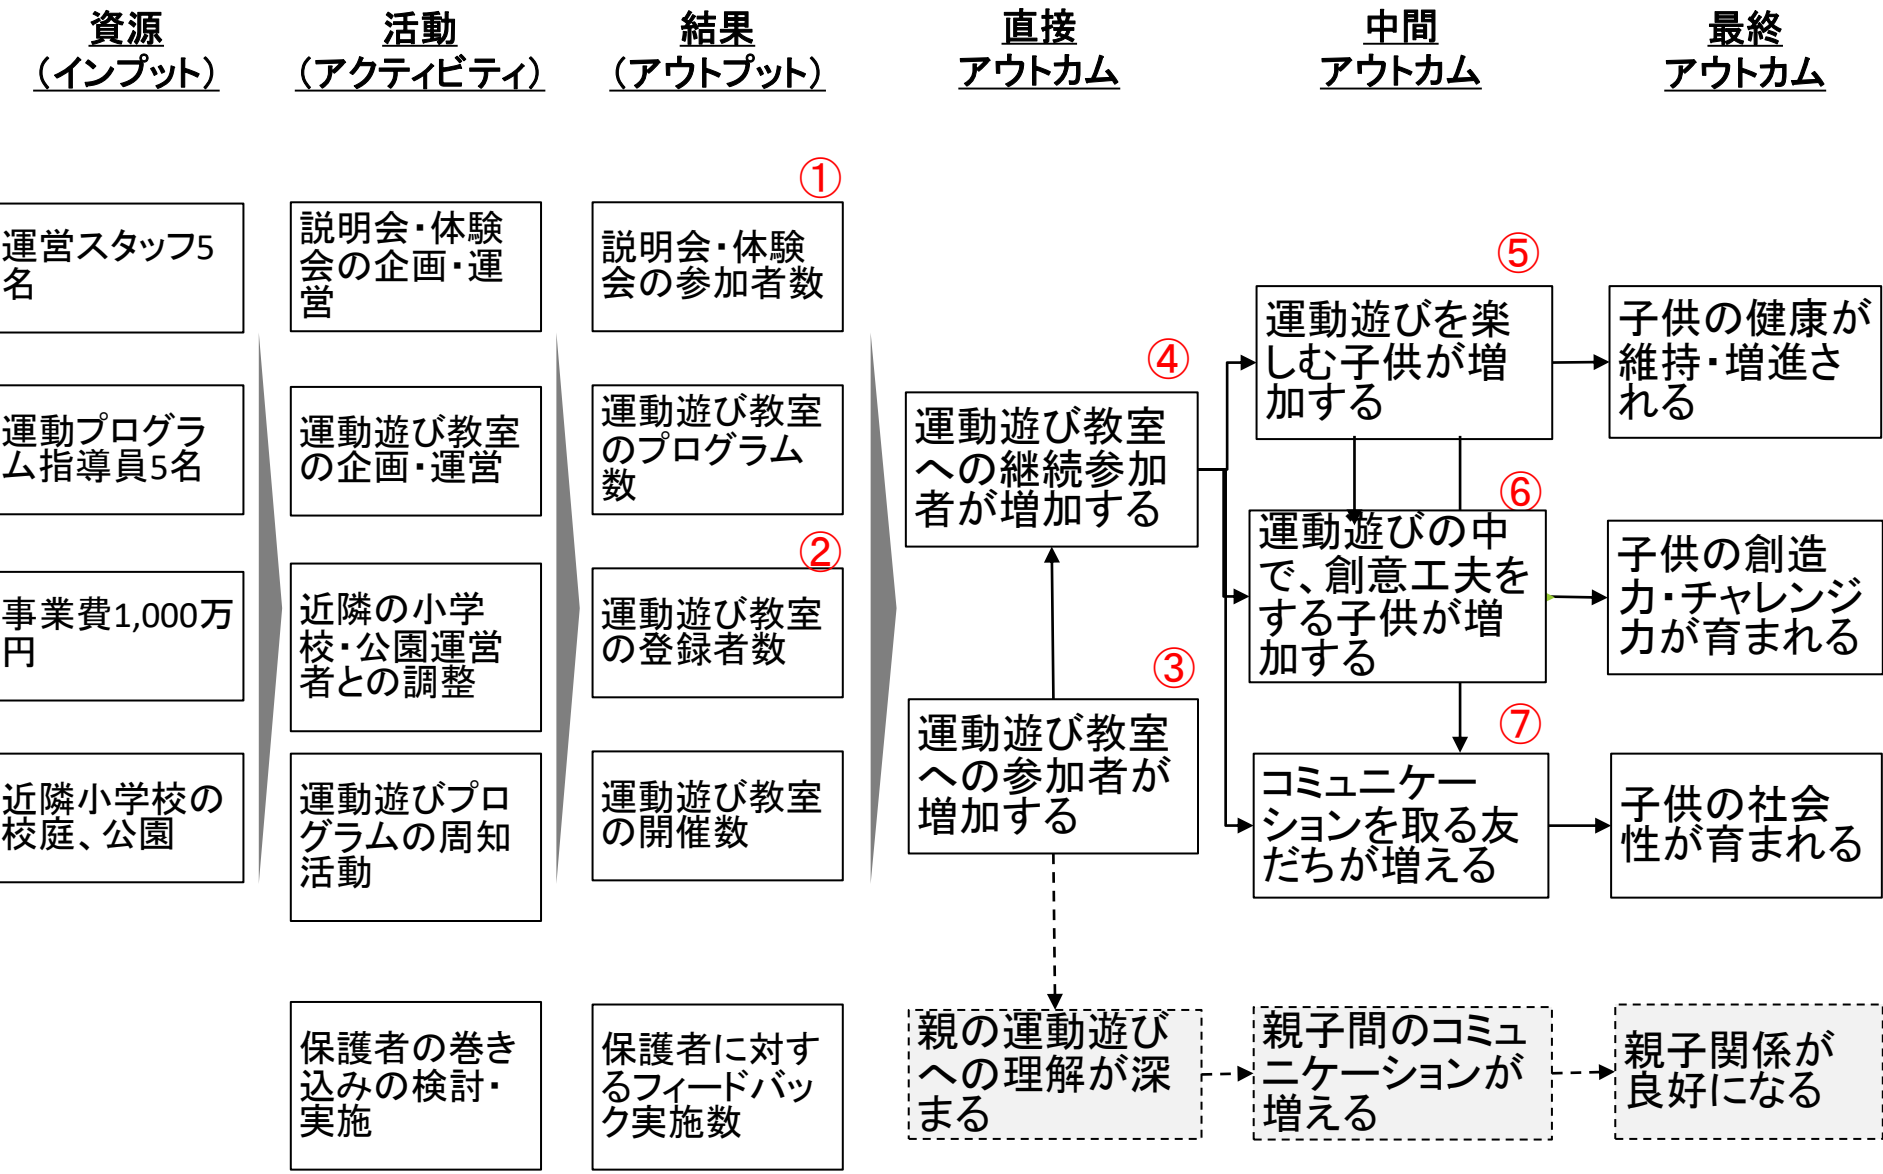 資源
（インプット）
活動
（アクティビティ）
結果
（アウトプット）
直接
アウトカム
中間
アウトカム
最終
アウトカム
運営スタッフ5
名
運動プログラ
ム指導員5名
事業費1,000万
円
近隣小学校の
校庭、公園
説明会・体験
会の企画・運
営
運動遊び教室
の企画・運営
近隣の小学
校・公園運営
者との調整
運動遊びプロ
グラムの周知
活動
保護者の巻き
込みの検討・
実施
①
説明会・体験
会の参加者数
運動遊び教室
のプログラム
数
②
運動遊び教室
の登録者数
運動遊び教室
の開催数
保護者に対す
るフィードバッ
ク実施数
④
運動遊び教室
への継続参加
者が増加する
③
運動遊び教室
への参加者が
増加する
親の運動遊び
への理解が深
まる
⑤
運動遊びを楽
しむ子供が増
加する
⑥
運動遊びの中
で、創意工夫を
する子供が増
加する
⑦
コミュニケー
ションを取る友
だちが増える
親子間のコミュ
ニケーションが
増える
子供の健康が
維持・増進さ
れる
子供の創造
力・チャレンジ
力が育まれる
子供の社会
性が育まれる
親子関係が
良好になる